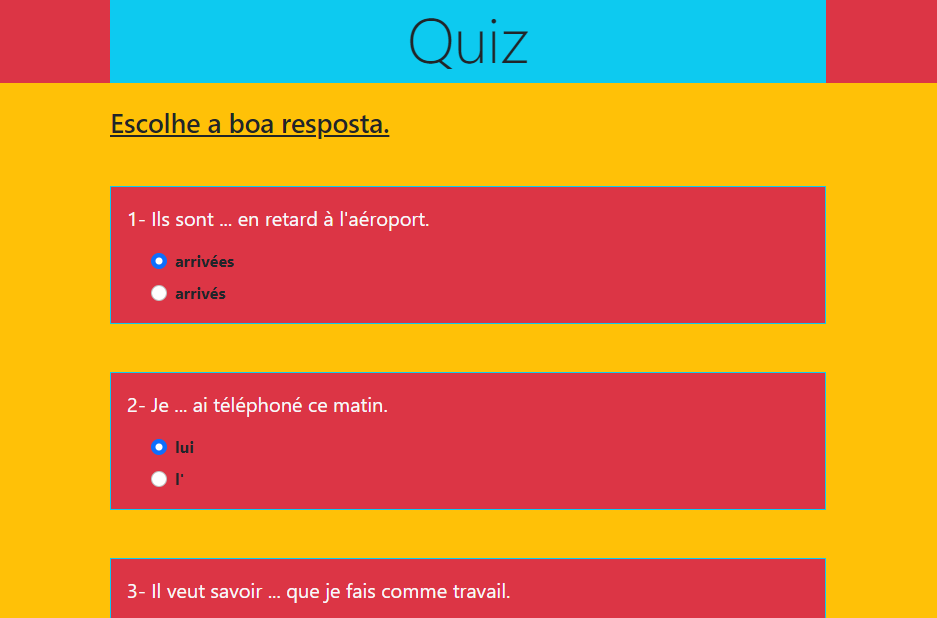 Quiz
Escolhe a boa resposta.
1- Ils sont ... en retard à l'aéroport.
arrivées
arrivés
2- Je ... ai téléphoné ce matin.
lui
l'
3- Il veut savoir ... que je fais comme travail.